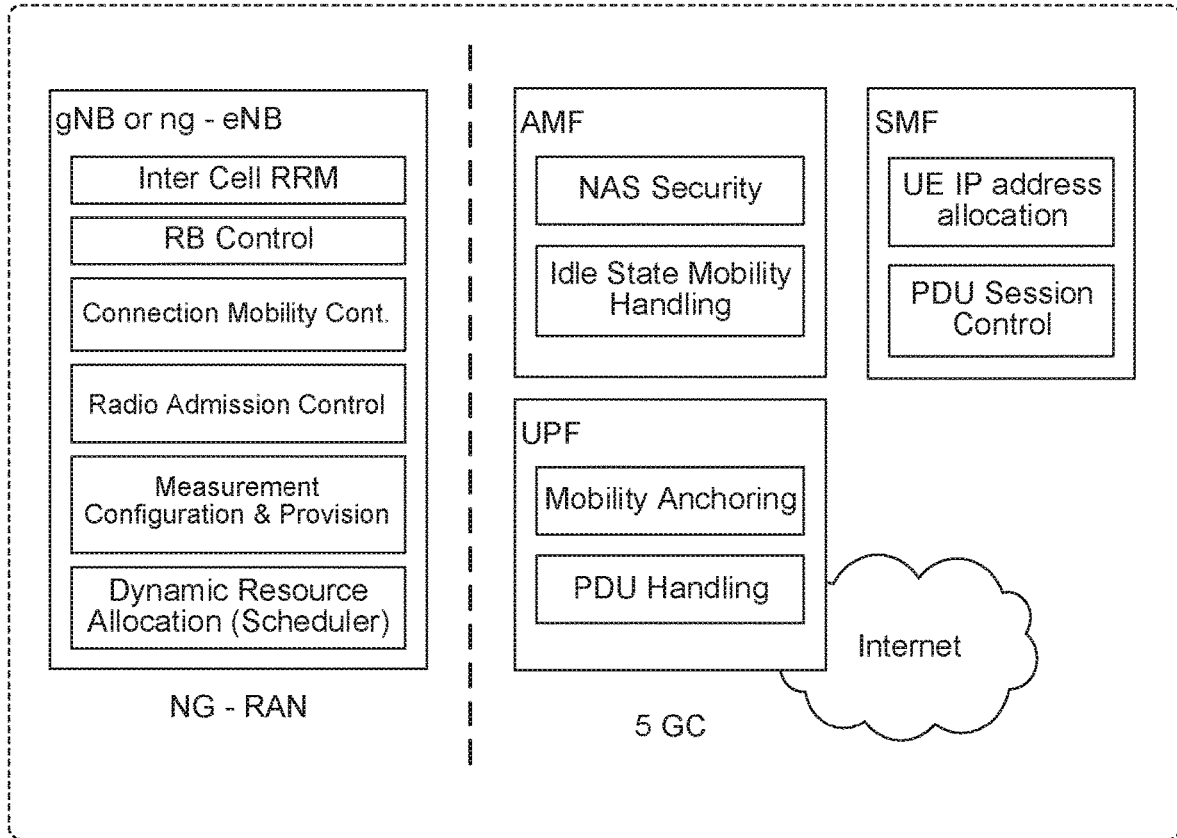 gNB or ng - eNB
Inter Cell RRM
RB Control
Connection Mobility Cont.
Radio Admission Control
Measurement
Configuration & Provision
Dynamic Resource
Allocation (Scheduler)
NG - RAN
AMF
NAS Security
Idle State Mobility
Handling
SMF
UE IP address
allocation
PDU Session
Control
UPF
Mobility Anchoring
PDU Handling
Internet
5 GC